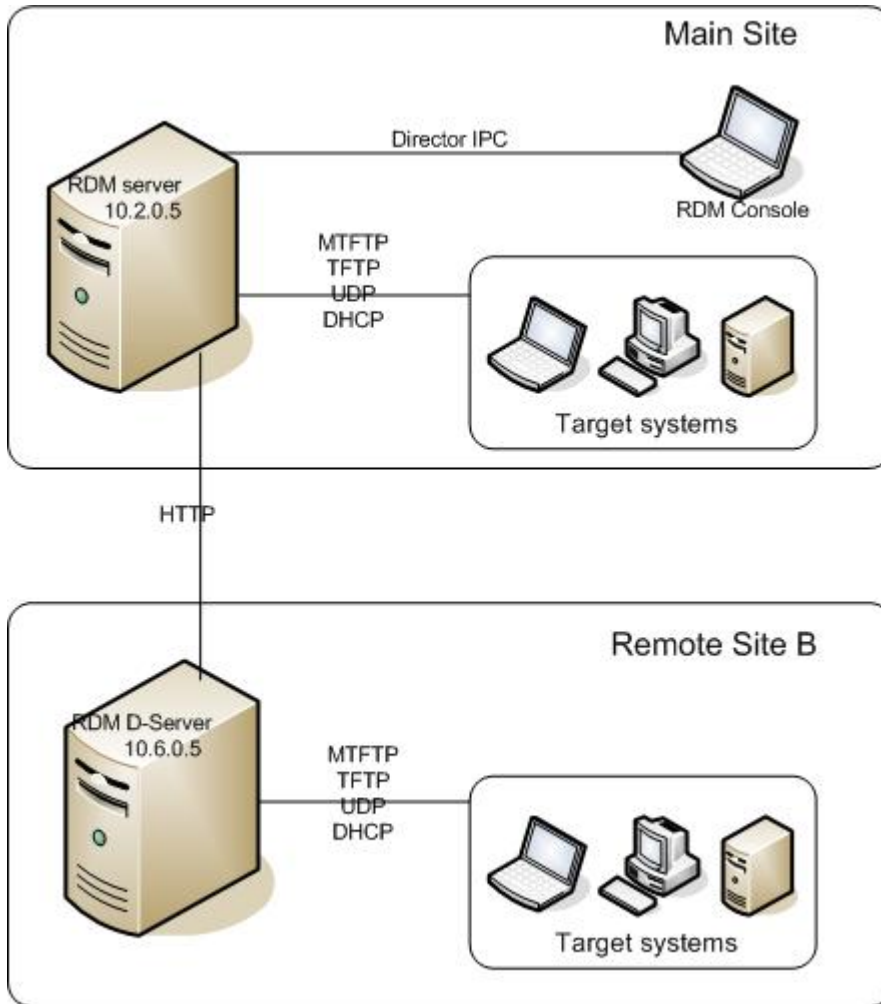 Main Site
Director IPC
RDM server
10.2.0.5
RDM Console
MTFTP
TFTP
UDP
DHCP
Target systems
HTTP
Remote Site B
RDM D-Server
10.6.0.5
MTFTP
TFTP
UDP
DHCP
Target systems